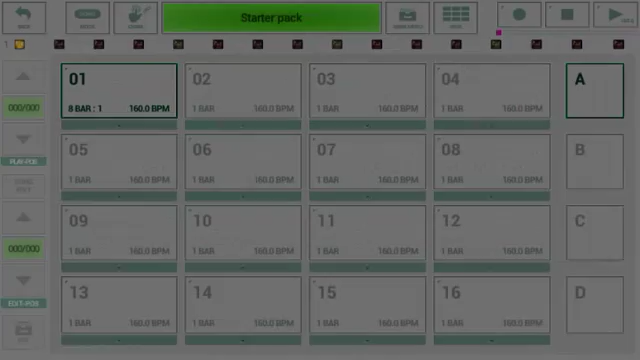 Starter pack
1
01 02 03 04 A
8 BAR : 1 160.0 BPM 1 BAR 160.0 BPM 1 BAR 160.0 BPM 1 BAR 160.0 BPM
000/000
05 06 07 08 B
PLAY-POS
1 BAR 160.0 BPM 1 BAR 160.0 BPM 1 BAR 160.0 BPM 1 BAR 160.0 BPM
09 10 11 12 C
000/000
1 BAR 160.0 BPM 1 BAR 160.0 BPM 1 BAR 160.0 BPM 1 BAR 160.0 BPM
13 14 15 16 D
EDIT-POS
1 BAR 160.0 BPM 1 BAR 160.0 BPM 1 BAR 160.0 BPM 1 BAR 160.0 BPM